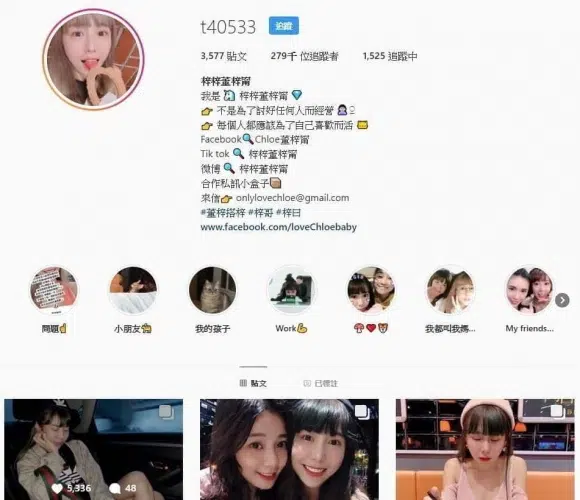 t40533 追蹤
3,577 貼文 279千 位追蹤者 1,525 追蹤中
梓梓董梓甯
我是 🦄 梓梓董梓甯 💎
👉 不是為了討好任何人而經營
👉 每個人都應該為了自己喜歡而活
Facebook🔍Chloe董梓甯
Tik tok 🔍 梓梓董梓甯
微博 🔍 梓梓董梓甯
合作私訊小盒子📦
來信👉 onlylovechloe@gmail.com
#董梓搭梓 #梓哥 #梓曰
www.facebook.com/loveChloebaby
問題 小朋友 我的孩子 Work💪 🍄❤️🐻 我都叫我媽... My friends...
貼文 已標註
5,336 48